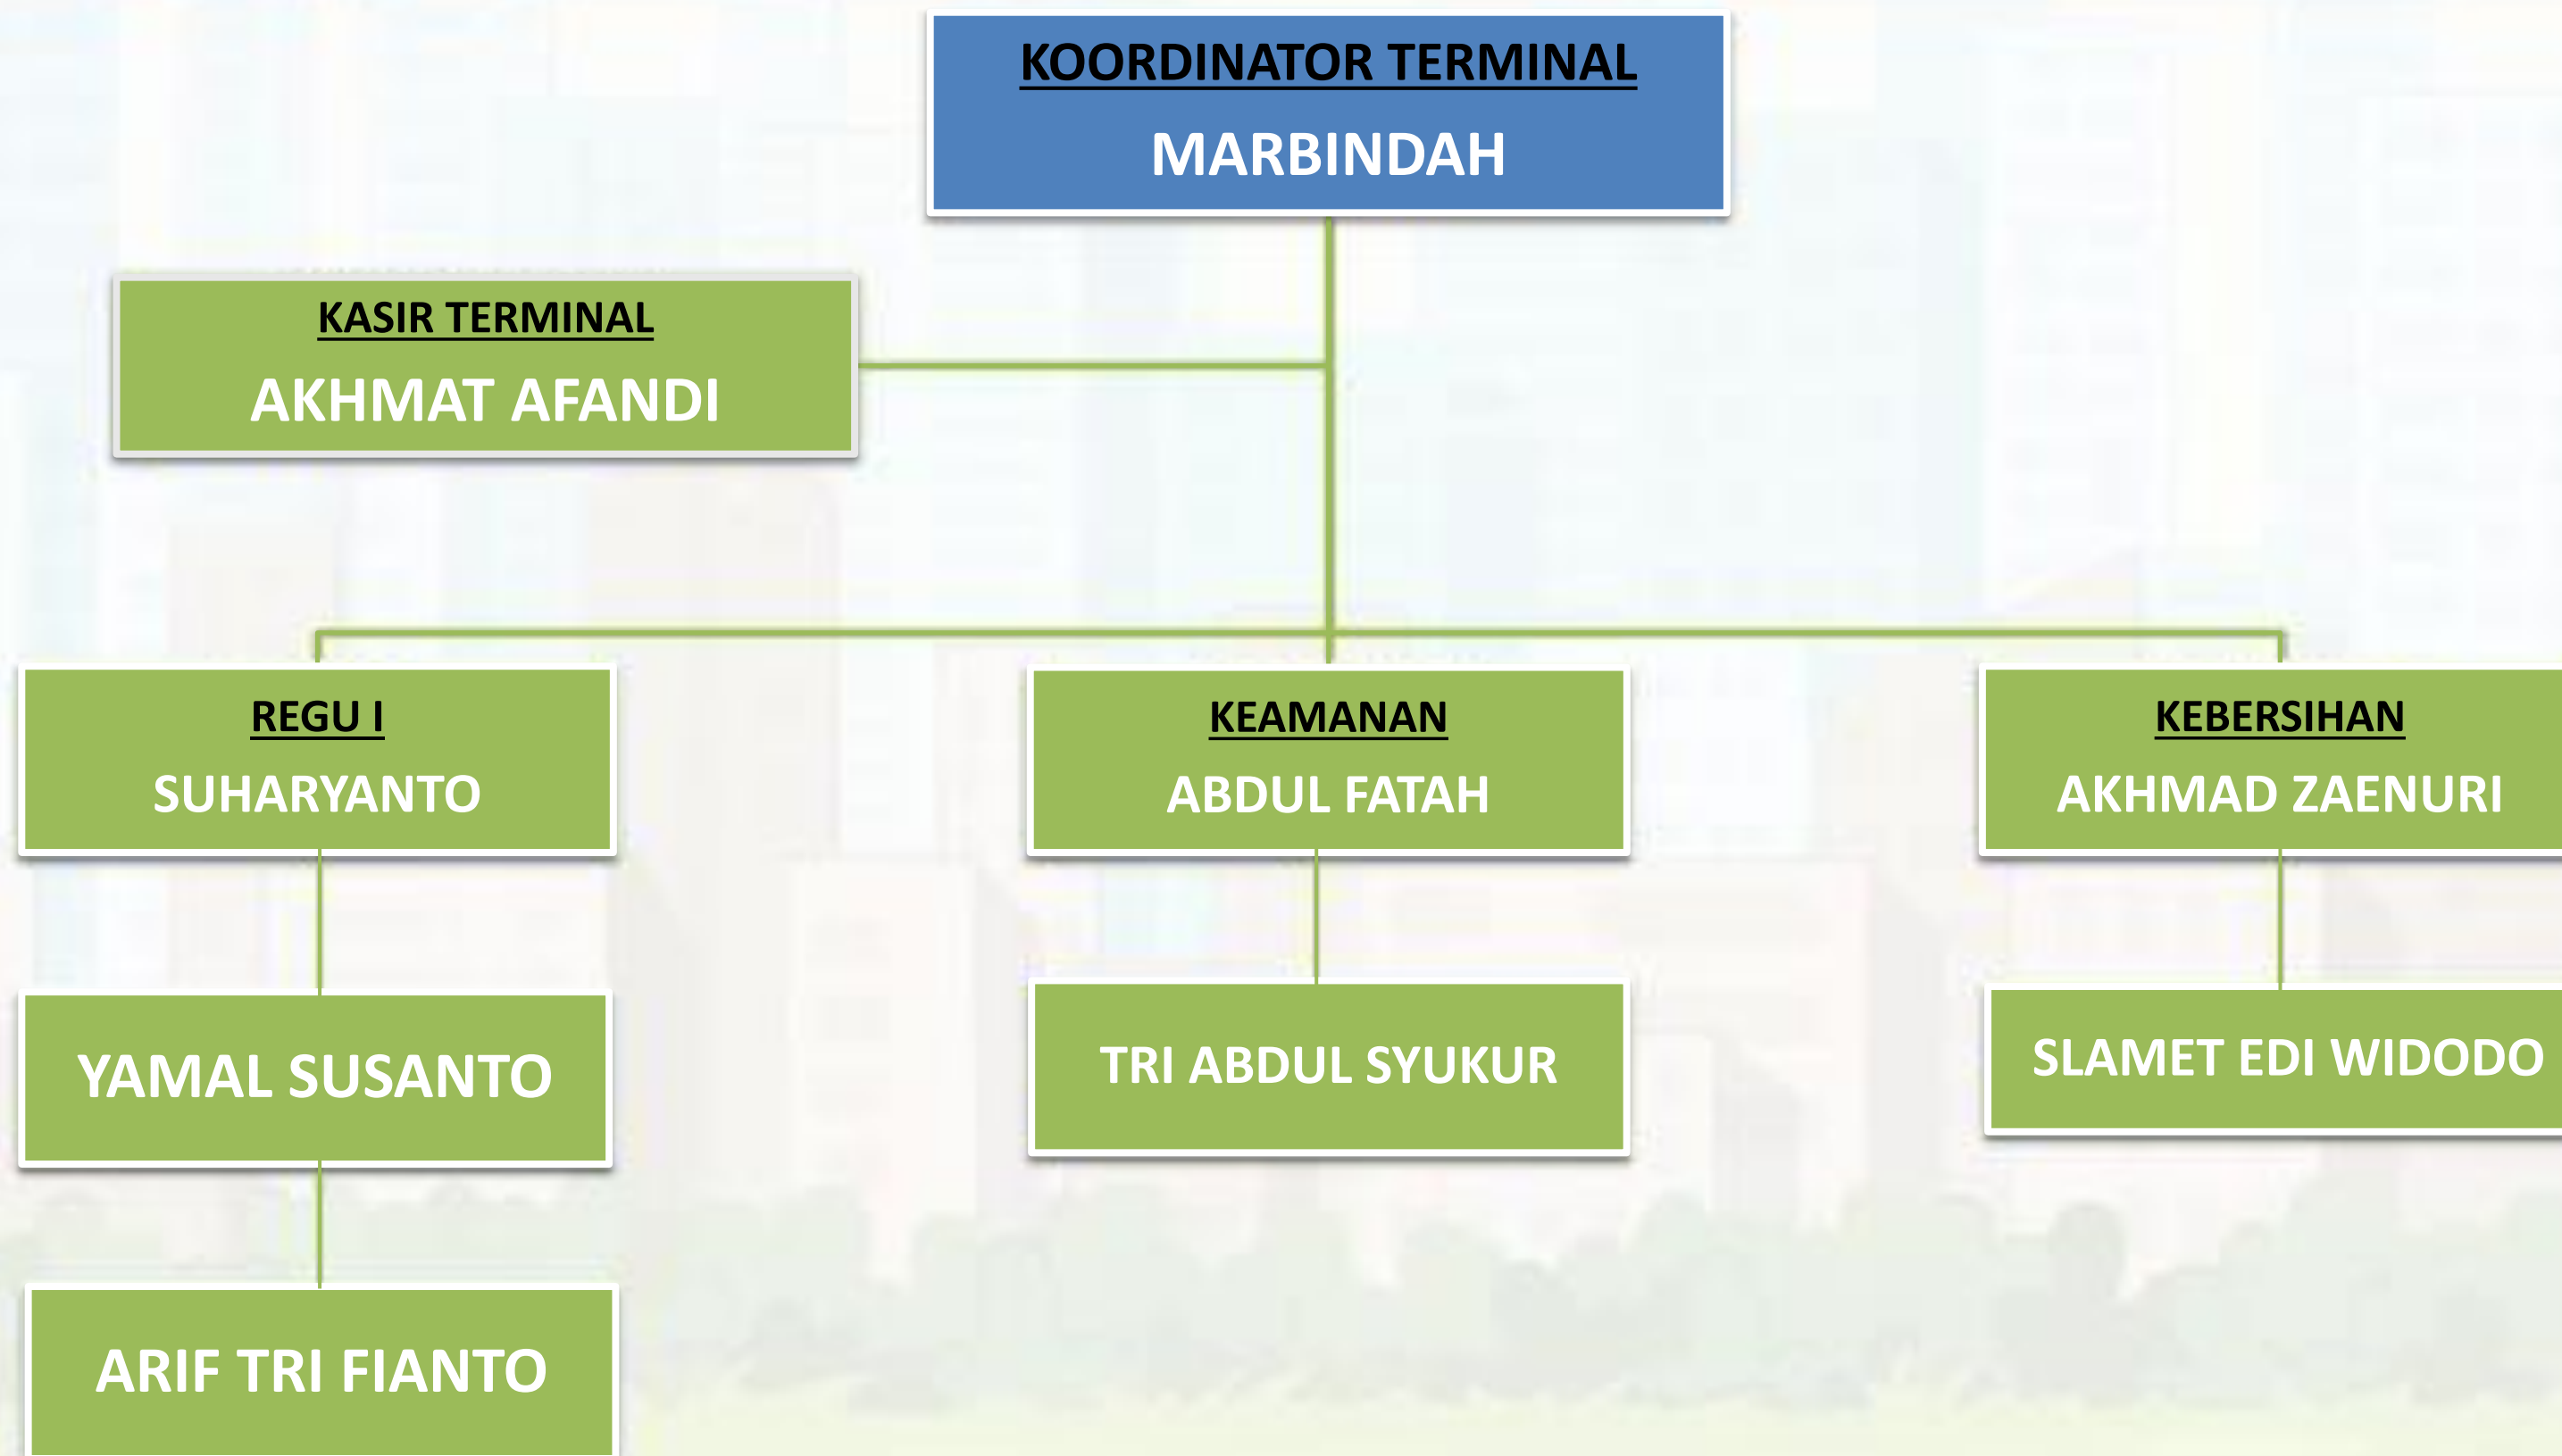 KOORDINATOR TERMINAL
MARBINDAH
KASIR TERMINAL
AKHMAT AFANDI
REGU I
SUHARYANTO
KEAMANAN
ABDUL FATAH
KEBERSIHAN
AKHMAD ZAENURI
YAMAL SUSANTO
TRI ABDUL SYUKUR
SLAMET EDI WIDODO
ARIF TRI FIANTO